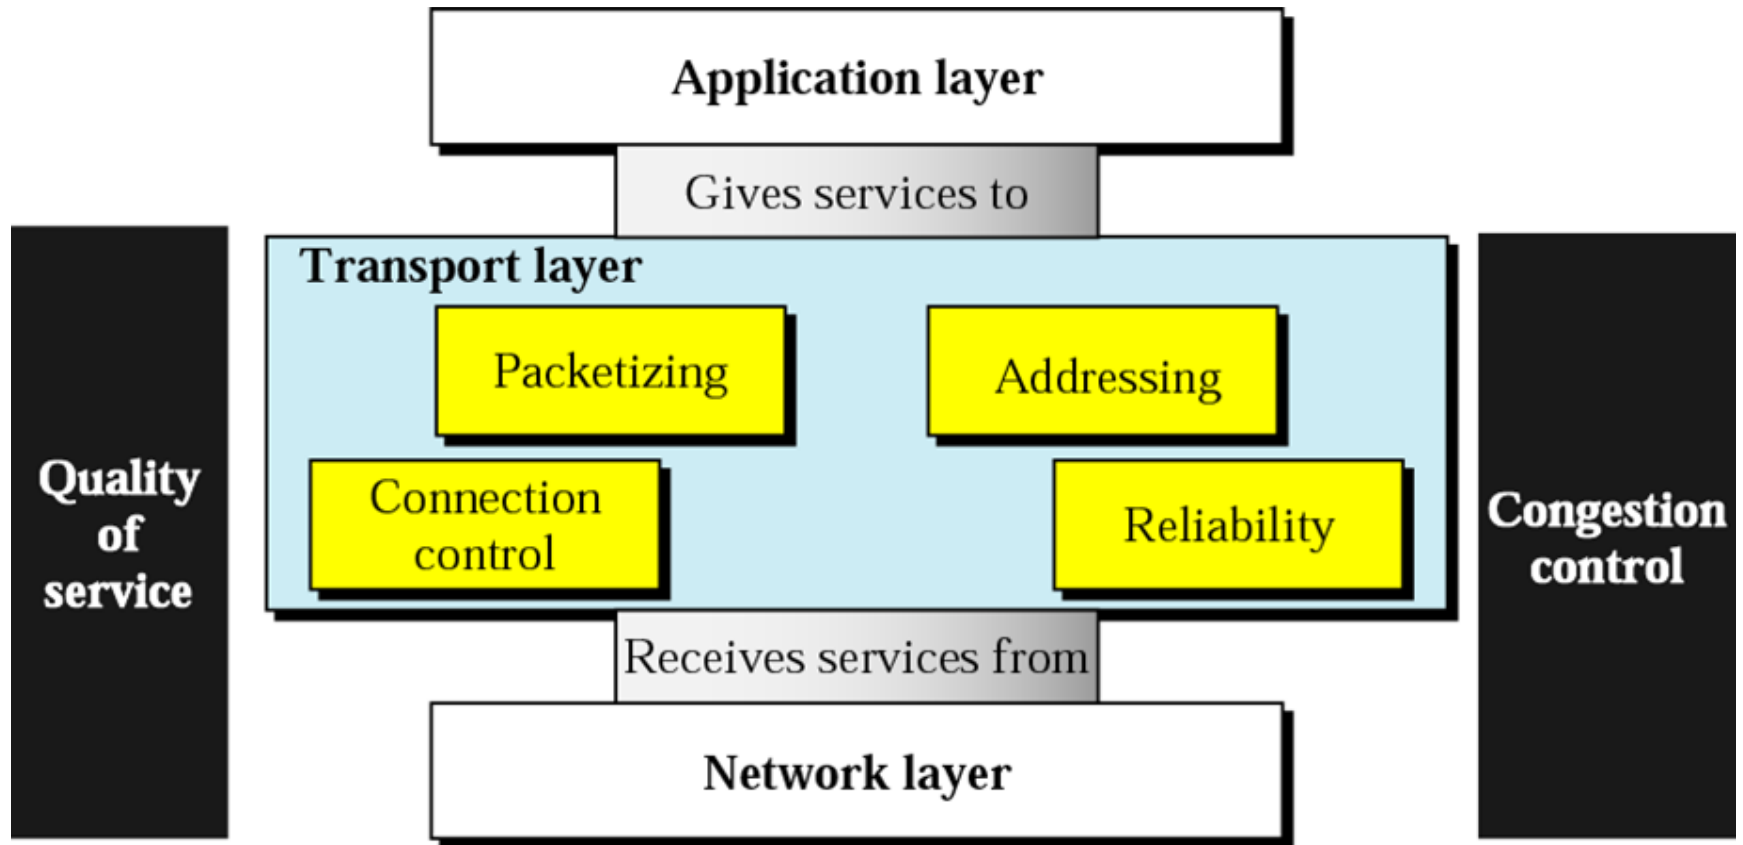 Application layer
Gives services to
Transport layer
Packetizing
Addressing
Connection
control
Reliability
Quality
of
service
Congestion
control
Receives services from
Network layer